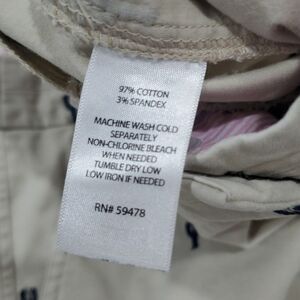 97% COTTON
3% SPANDEX
MACHINE WASH COLD
SEPARATELY
NON-CHLORINE BLEACH
WHEN NEEDED
TUMBLE DRY LOW
LOW IRON IF NEEDED
RN# 59478